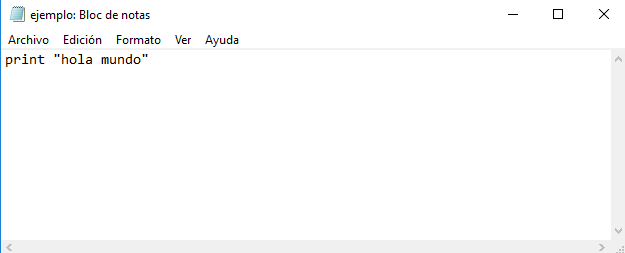 ejemplo: Bloc de notas
Archivo Edición Formato Ver Ayuda
print "hola mundo"